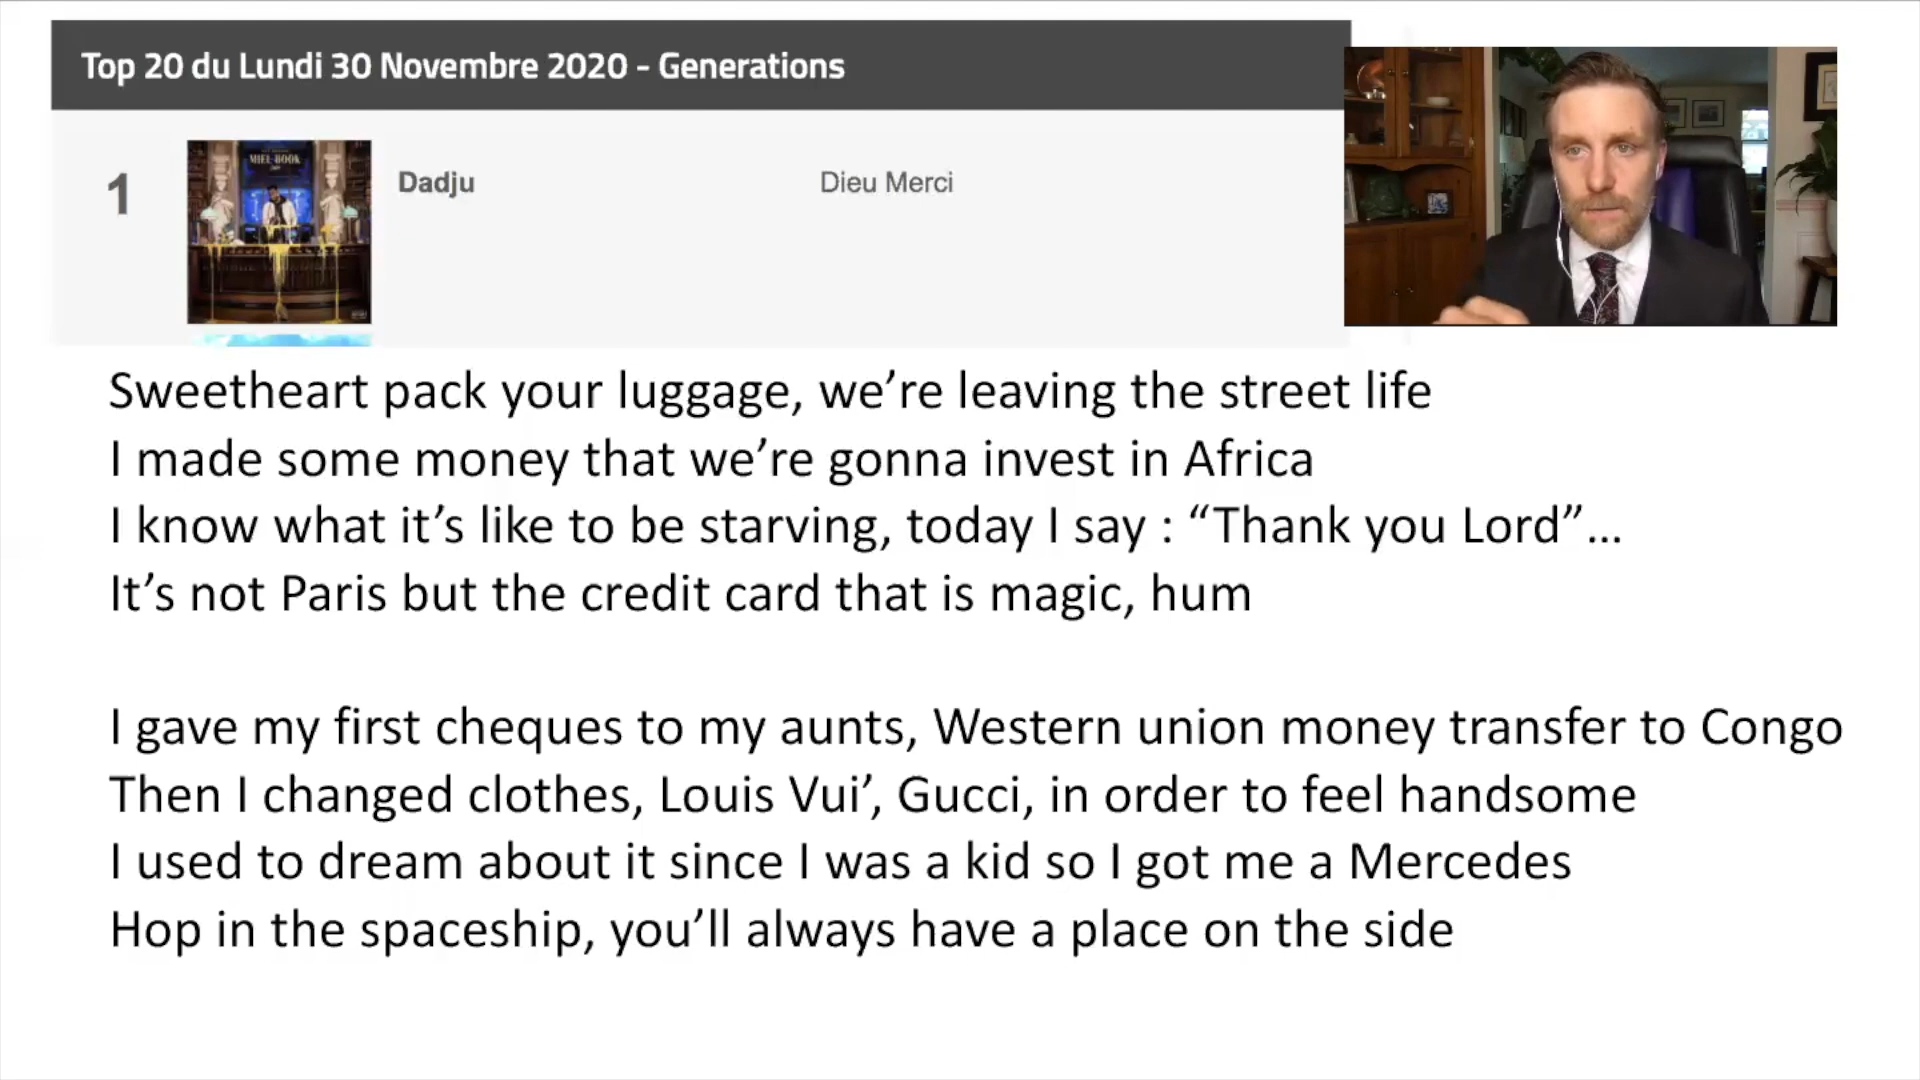 Top 20 du Lundi 30 Novembre 2020 - Generations
1
MIEL BOOK
Dadju
Dieu Merci
Sweetheart pack your luggage, we’re leaving the street life
I made some money that we’re gonna invest in Africa
I know what it’s like to be starving, today I say : “Thank you Lord”...
It’s not Paris but the credit card that is magic, hum
I gave my first cheques to my aunts, Western union money transfer to Congo
Then I changed clothes, Louis Vui’, Gucci, in order to feel handsome
I used to dream about it since I was a kid so I got me a Mercedes
Hop in the spaceship, you’ll always have a place on the side